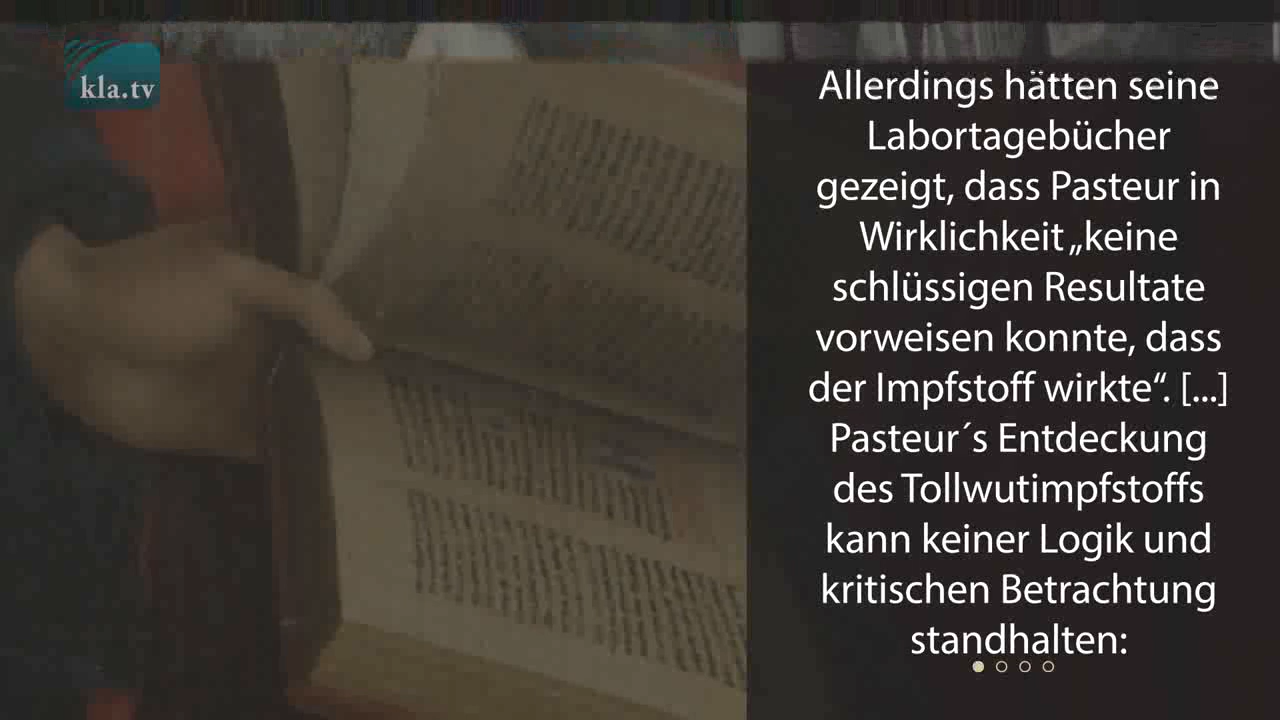 kla.tv
Allerdings hätten seine
Labortagebücher
gezeigt, dass Pasteur in
Wirklichkeit „keine
schlüssigen Resultate
vorweisen konnte, dass
der Impfstoff wirkte“. [...]
Pasteur´s Entdeckung
des Tollwutimpfstoffs
kann keiner Logik und
kritischen Betrachtung
standhalten: